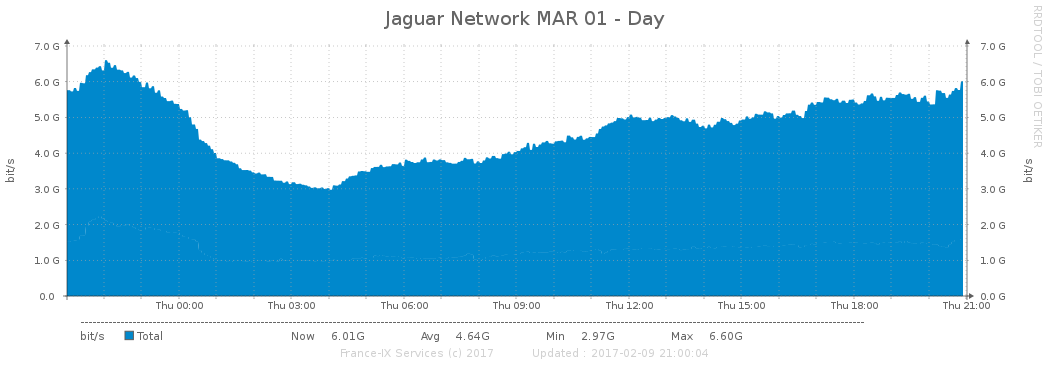 Jaguar Network MAR 01 - Day
RRDTOOL / TOBI OETIKER
bit/s
7.0 G 7.0 G
6.0 G 6.0 G
5.0 G 5.0 G
4.0 G 4.0 G
3.0 G 3.0 G
2.0 G 2.0 G
1.0 G 1.0 G
0.0 0.0 G
bit/s
Thu 00:00 Thu 03:00 Thu 06:00 Thu 09:00 Thu 12:00 Thu 15:00 Thu 18:00 Thu 21:00
bit/s Total Now 6.01G Avg 4.64G Min 2.97G Max 6.60G
France-IX Services (c) 2017 Updated : 2017-02-09 21:00:04